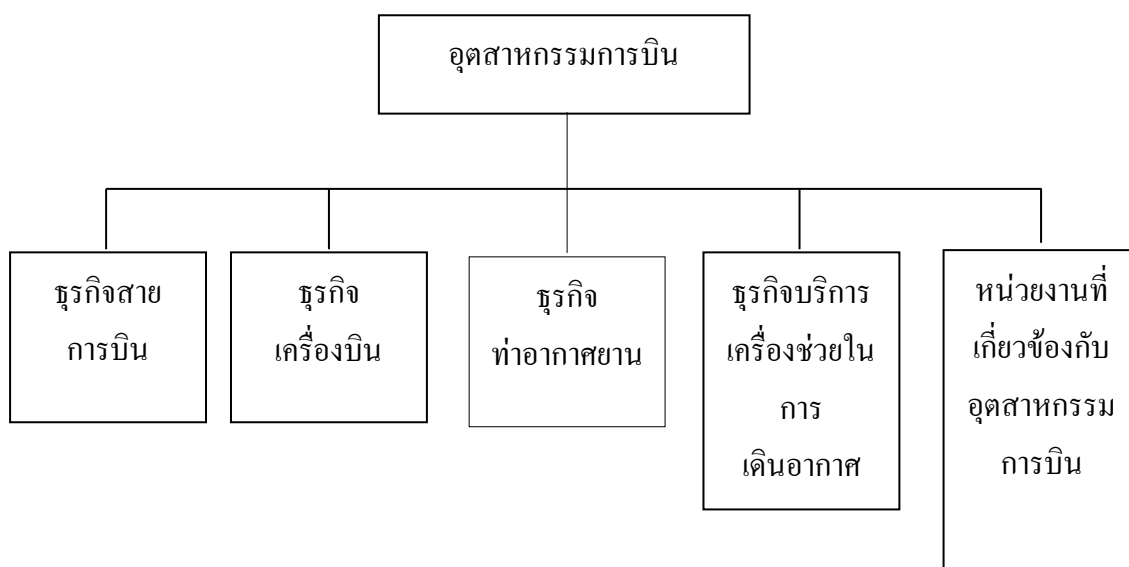 อุตสาหกรรมการบิน
ธุรกิจสาย
การบิน
ธุรกิจ
เครื่องบิน
ธุรกิจ
ท่าอากาศยาน
ธุรกิจบริการ
เครื่องช่วยใน
การ
เดินอากาศ
หน่วยงานที่
เกี่ยวข้องกับ
อุตสาหกรรม
การบิน